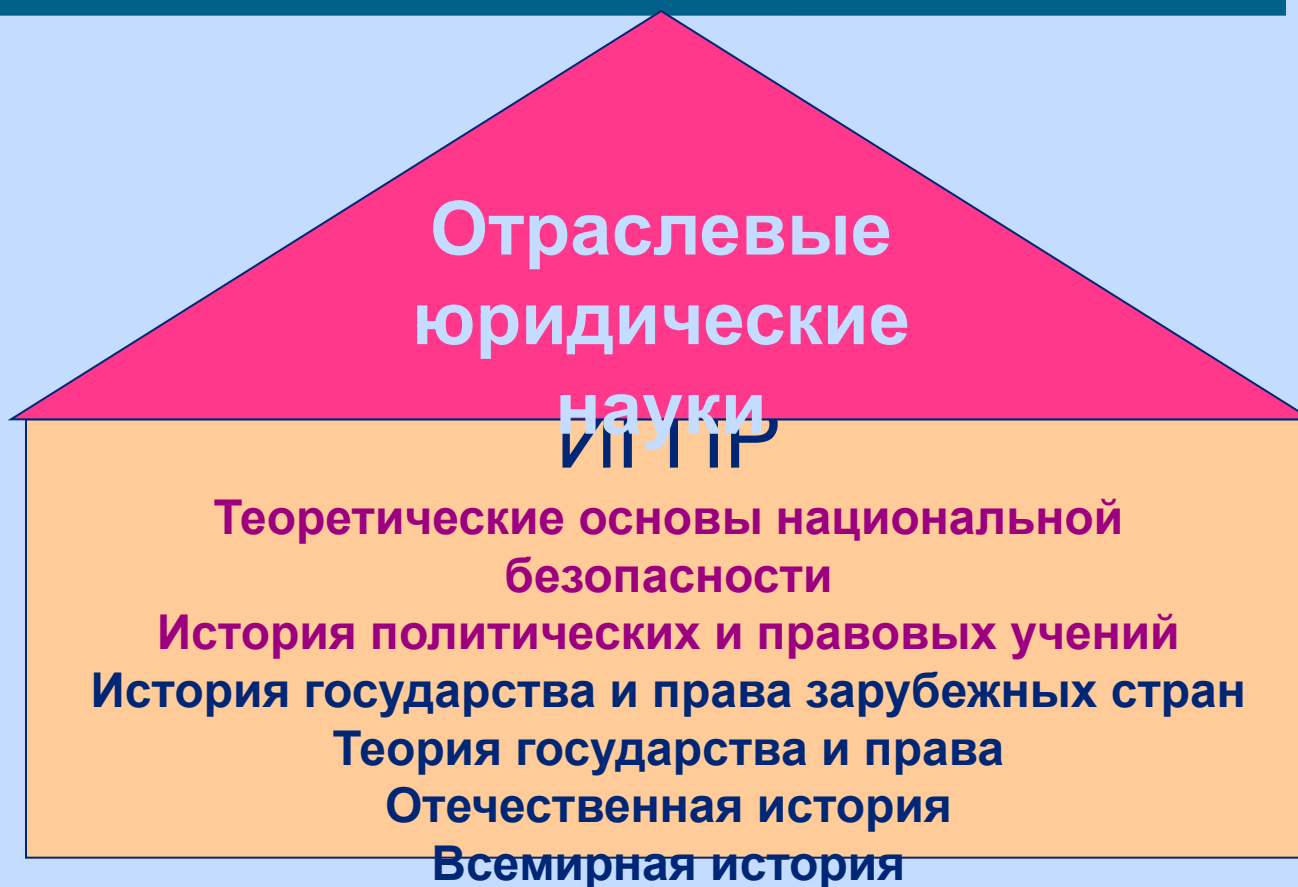 Отраслевые
юридические
науки
ИГПР
Теоретические основы национальной
безопасности
История политических и правовых учений
История государства и права зарубежных стран
Теория государства и права
Отечественная история
Всемирная история